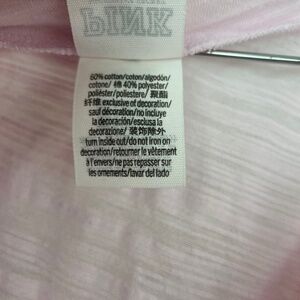 PINK
60% cotton/coton/algodón/
cotone/ 棉 40% polyester/
poliéster/poliestere/ 聚酯
纤维 exclusive of decoration/
sauf décoration/no incluye
la decoración/esclusa la
decorazione/ 装饰除外
turn inside out/do not iron on
decoration/retourner le vêtement
à l'envers/ne pas repasser sur
les ornements/lavar del lado